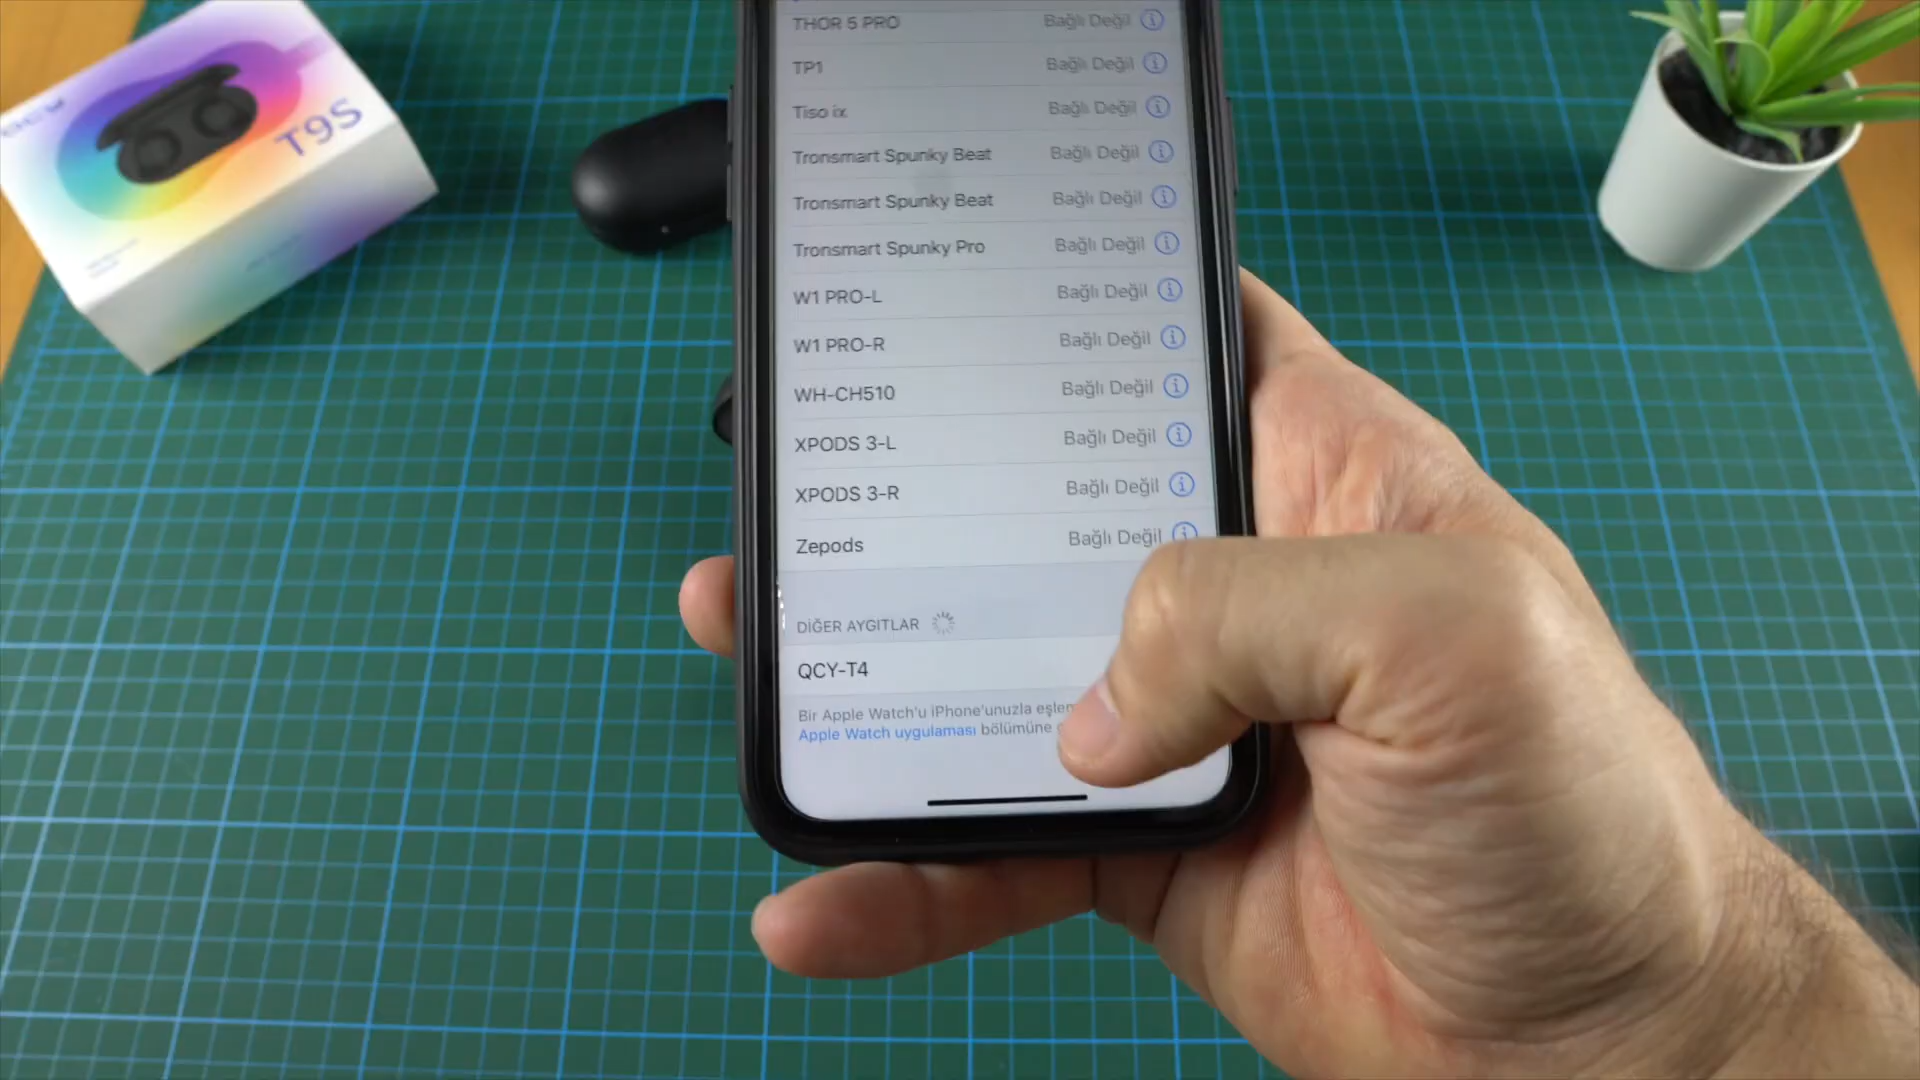 T9S
THOR 5 PRO Bağlı Değil
TP1 Bağlı Değil
Tiso ix Bağlı Değil
Tronsmart Spunky Beat Bağlı Değil
Tronsmart Spunky Beat Bağlı Değil
Tronsmart Spunky Pro Bağlı Değil
W1 PRO-L Bağlı Değil
W1 PRO-R Bağlı Değil
WH-CH510 Bağlı Değil
XPODS 3-L Bağlı Değil
XPODS 3-R Bağlı Değil
Zepods Bağlı Değil
DİĞER AYGITLAR
QCY-T4
Bir Apple Watch'u iPhone'unuzla
Apple Watch uygulaması bölümüne